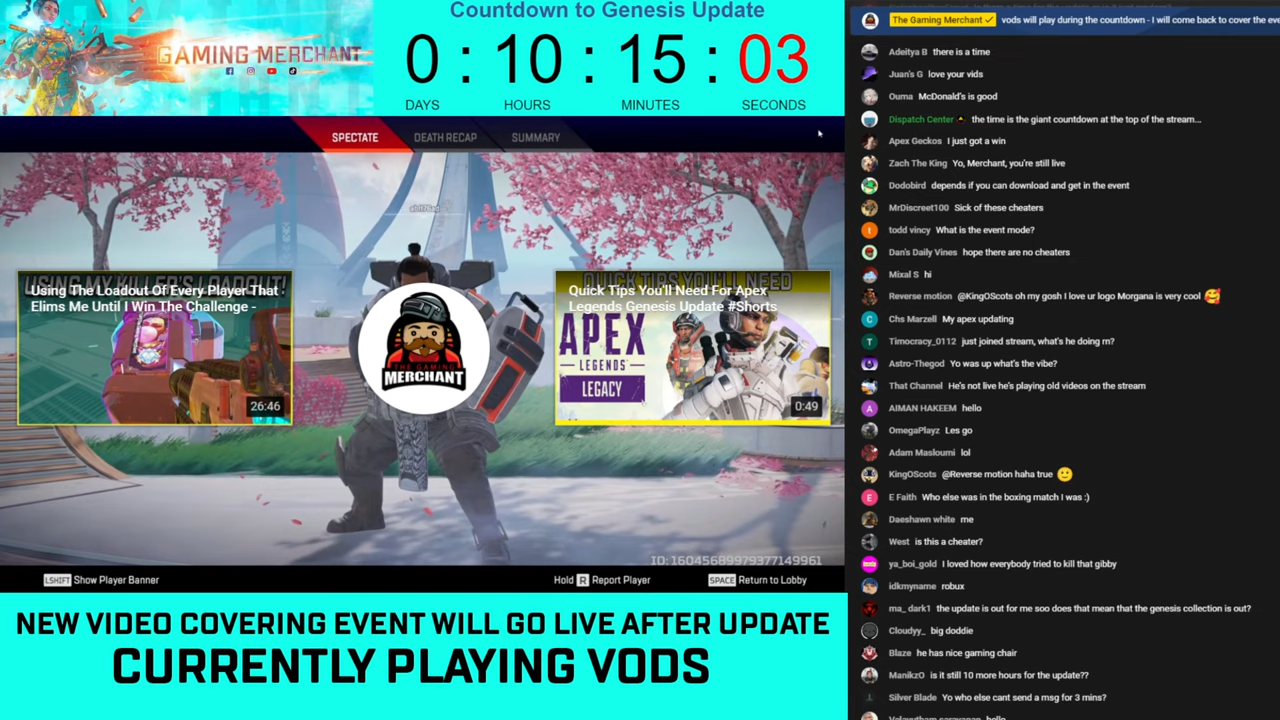 Countdown to Genesis Update
GAMING MERCHANT
0 : 10 : 15 : 03
DAYS HOURS MINUTES SECONDS
SPECTATE DEATH RECAP SUMMARY
USING MY KILLER'S LOADOUT!
Using The Loadout Of Every Player That
Elims Me Until I Win The Challenge -
26:46
THE GAMING
MERCHANT
QUICK TIPS YOU'LL NEED
Quick Tips You'll Need For Apex
Legends Genesis Update #Shorts
APEX
LEGENDS
LEGACY
0:49
ID: 16045689979377149961
LSHIFT Show Player Banner
Hold R Report Player
SPACE Return to Lobby
NEW VIDEO COVERING EVENT WILL GO LIVE AFTER UPDATE
CURRENTLY PLAYING VODS
The Gaming Merchant ✓ vods will play during the countdown - I will come back to cover the eve
Adeitya B there is a time
Juan's G love your vids
Ouma McDonald's is good
Dispatch Center the time is the giant countdown at the top of the stream...
Apex Geckos I just got a win
Zach The King Yo, Merchant, you're still live
Dodobird depends if you can download and get in the event
MrDiscreet100 Sick of these cheaters
todd vincy What is the event mode?
Dan's Daily Vines hope there are no cheaters
Mixal S hi
Reverse motion @KingOScots oh my gosh I love ur logo Morgana is very cool 🥰
Chs Marzell My apex updating
Timocracy_0112 just joined stream, what's he doing rn?
Astro-Thegod Yo was up what's the vibe?
That Channel He's not live he's playing old videos on the stream
AIMAN HAKEEM hello
OmegaPlayz Les go
Adam Masloumi lol
KingOScots @Reverse motion haha true 🙂
E Faith Who else was in the boxing match I was :)
Daeshawn white me
West is this a cheater?
ya_boi_gold I loved how everybody tried to kill that gibby
idkmyname robux
ma_ dark1 the update is out for me soo does that mean that the genesis collection is out?
Cloudyy_ big doddie
Blaze he has nice gaming chair
ManikzO is it still 10 more hours for the update??
Silver Blade Yo who else cant send a msg for 3 mins?